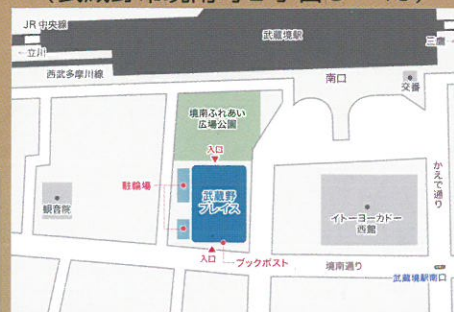 JR中央線
武蔵境駅
←立川
三鷹→
西武多摩川線
南口
交番
境南ふれあい
広場公園
入口
かえで通り
駐輪場
武蔵野
プレイス
観音院
イトーヨーカドー
西館
入口
ブックポスト
境南通り
武蔵境駅南口